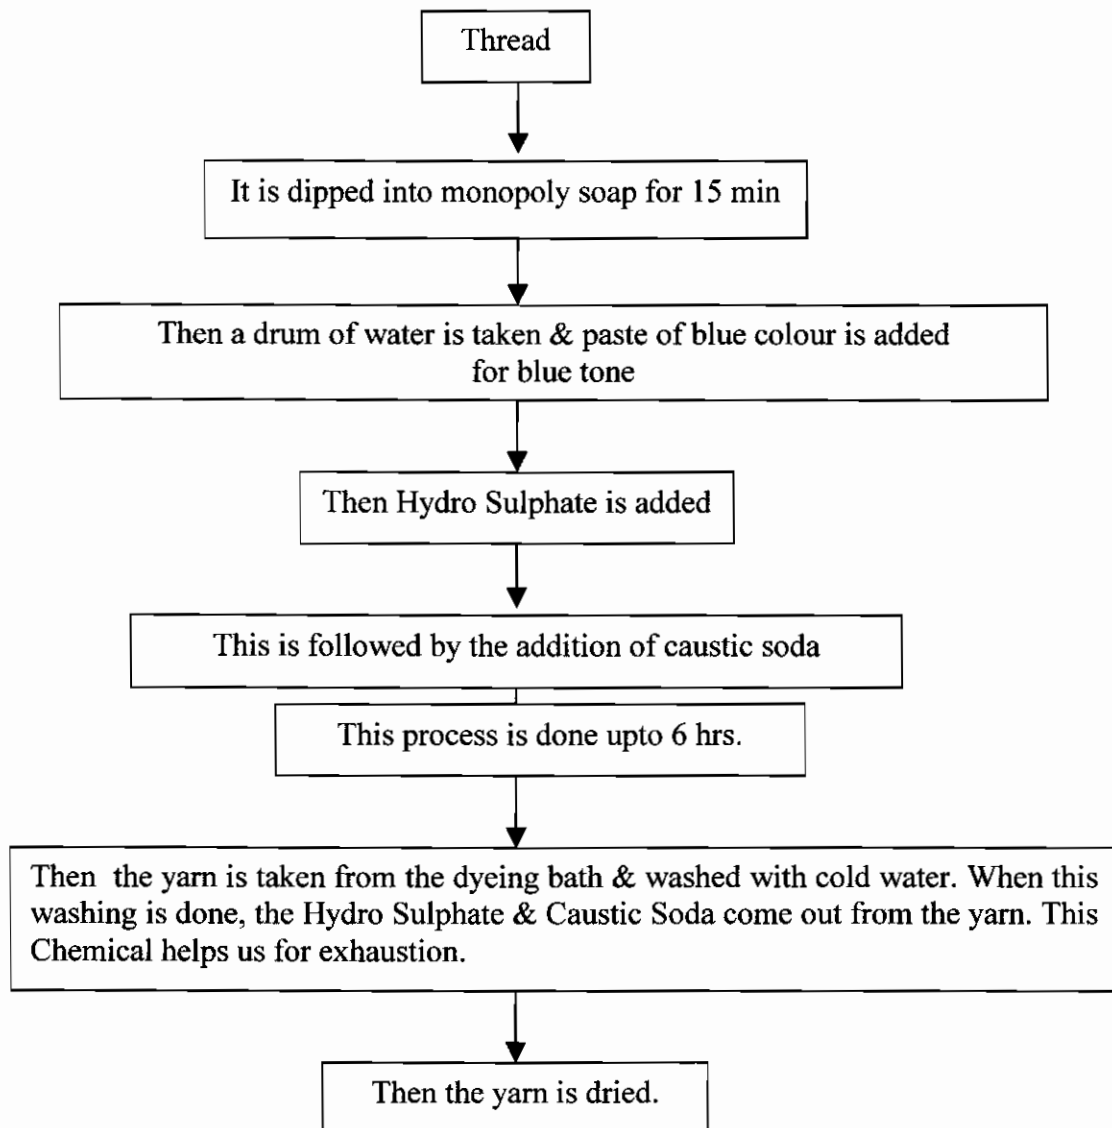 Thread
It is dipped into monopoly soap for 15 min
Then a drum of water is taken & paste of blue colour is added
for blue tone
Then Hydro Sulphate is added
This is followed by the addition of caustic soda
This process is done upto 6 hrs.
Then the yarn is taken from the dyeing bath & washed with cold water. When this
washing is done, the Hydro Sulphate & Caustic Soda come out from the yarn. This
Chemical helps us for exhaustion.
Then the yarn is dried.